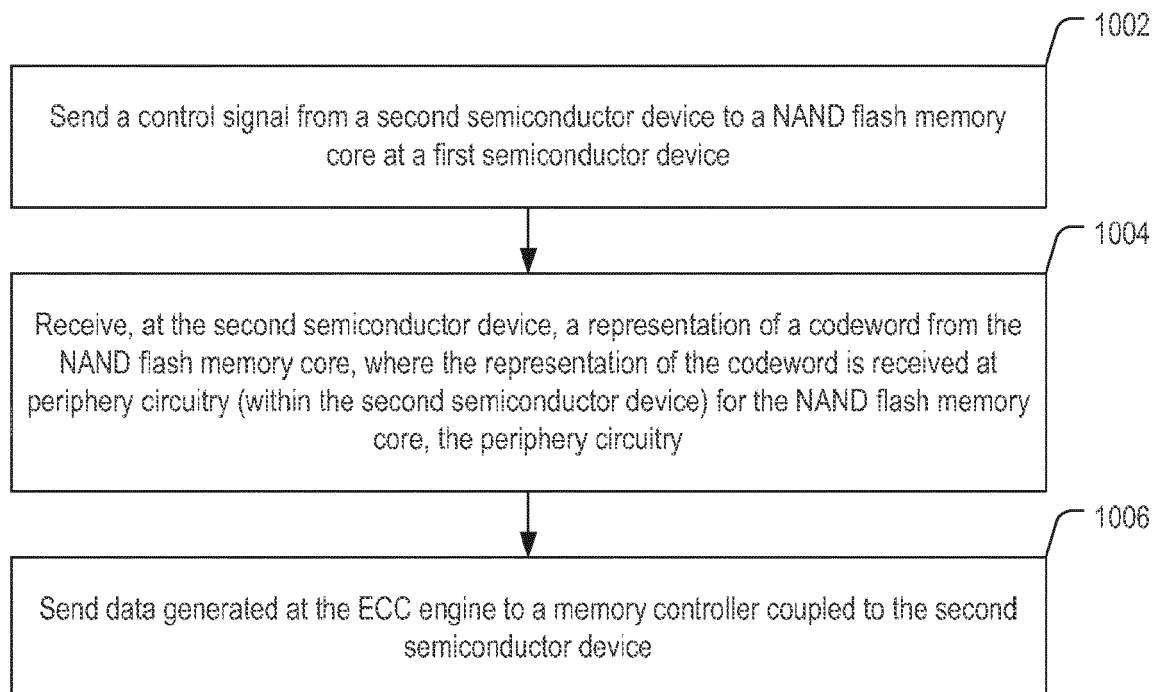 1002
Send a control signal from a second semiconductor device to a NAND flash memory
core at a first semiconductor device
1004
Receive, at the second semiconductor device, a representation of a codeword from the
NAND flash memory core, where the representation of the codeword is received at
periphery circuitry (within the second semiconductor device) for the NAND flash memory
core, the periphery circuitry
1006
Send data generated at the ECC engine to a memory controller coupled to the second
semiconductor device